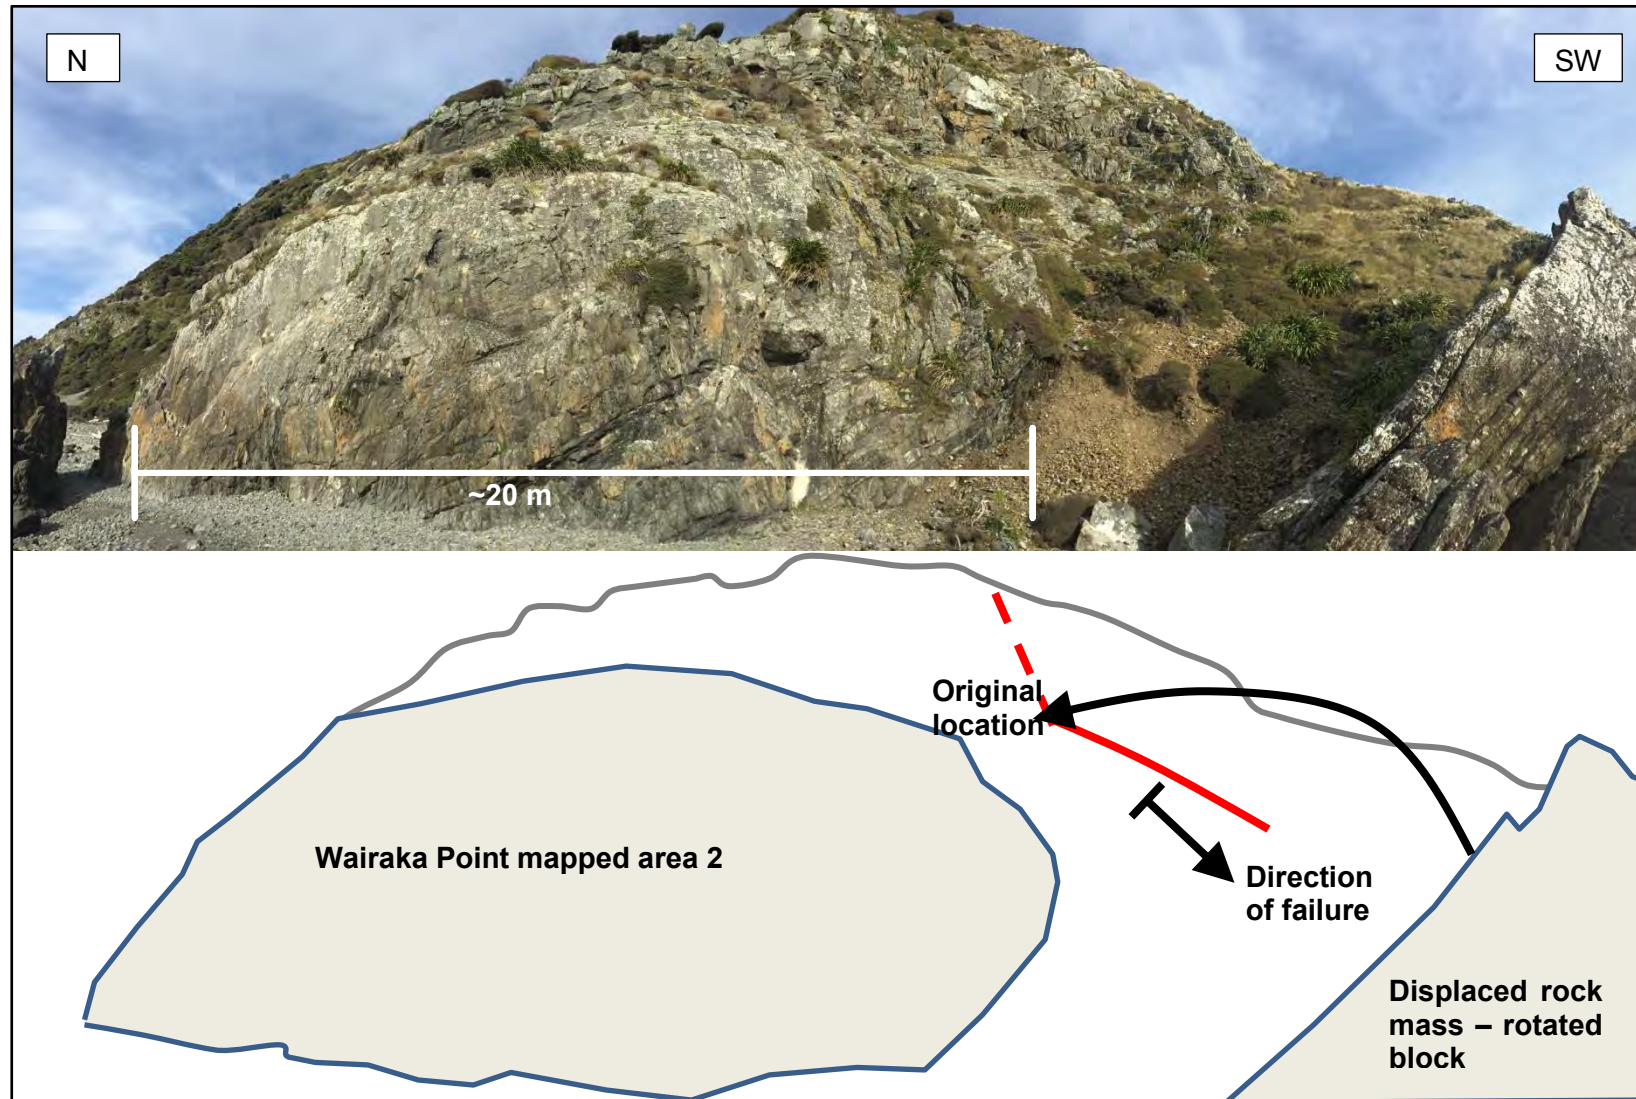 N
SW
~20 m
Original
location
Wairaka Point mapped area 2
Direction
of failure
Displaced rock
mass – rotated
block